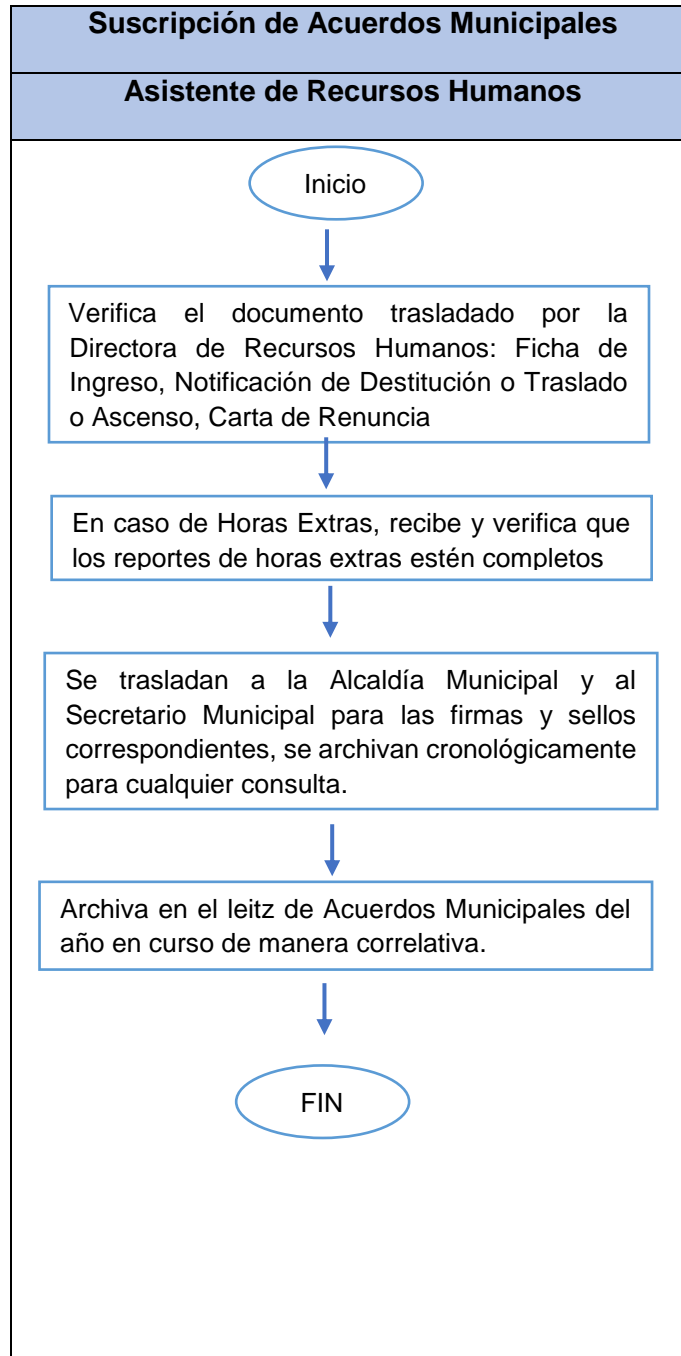 Suscripción de Acuerdos Municipales
Asistente de Recursos Humanos
Inicio
Verifica el documento trasladado por la
Directora de Recursos Humanos: Ficha de
Ingreso, Notificación de Destitución o Traslado
o Ascenso, Carta de Renuncia
En caso de Horas Extras, recibe y verifica que
los reportes de horas extras estén completos
Se trasladan a la Alcaldía Municipal y al
Secretario Municipal para las firmas y sellos
correspondientes, se archivan cronológicamente
para cualquier consulta.
Archiva en el leitz de Acuerdos Municipales del
año en curso de manera correlativa.
FIN